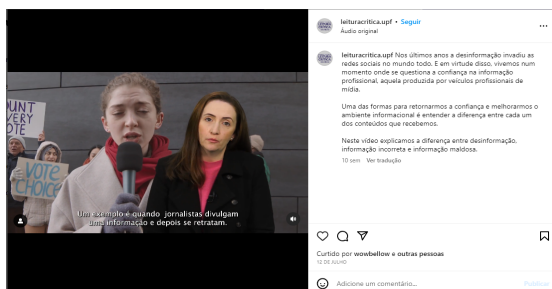 UNT
VERY
OTE
VOTE
CHOICE
Um exemplo é quando jornalistas divulgam
uma informação e depois se retratam.
leituracritica.upf • Seguir
Áudio original
leituracritica.upf Nos últimos anos a desinformação invadiu as
redes sociais no mundo todo. E em virtude disso, vivemos num
momento onde se questiona a confiança na informação
profissional, aquela produzida por veículos profissionais de
mídia.
Uma das formas para retornarmos a confiança e melhorarmos o
ambiente informacional é entender a diferença entre cada um
dos conteúdos que recebemos.
Neste vídeo explicamos a diferença entre desinformação,
informação incorreta e informação maldosa.
10 sem Ver tradução
Curtido por wowbellow e outras pessoas
12 DE JULHO
Adicione um comentário...
Publicar